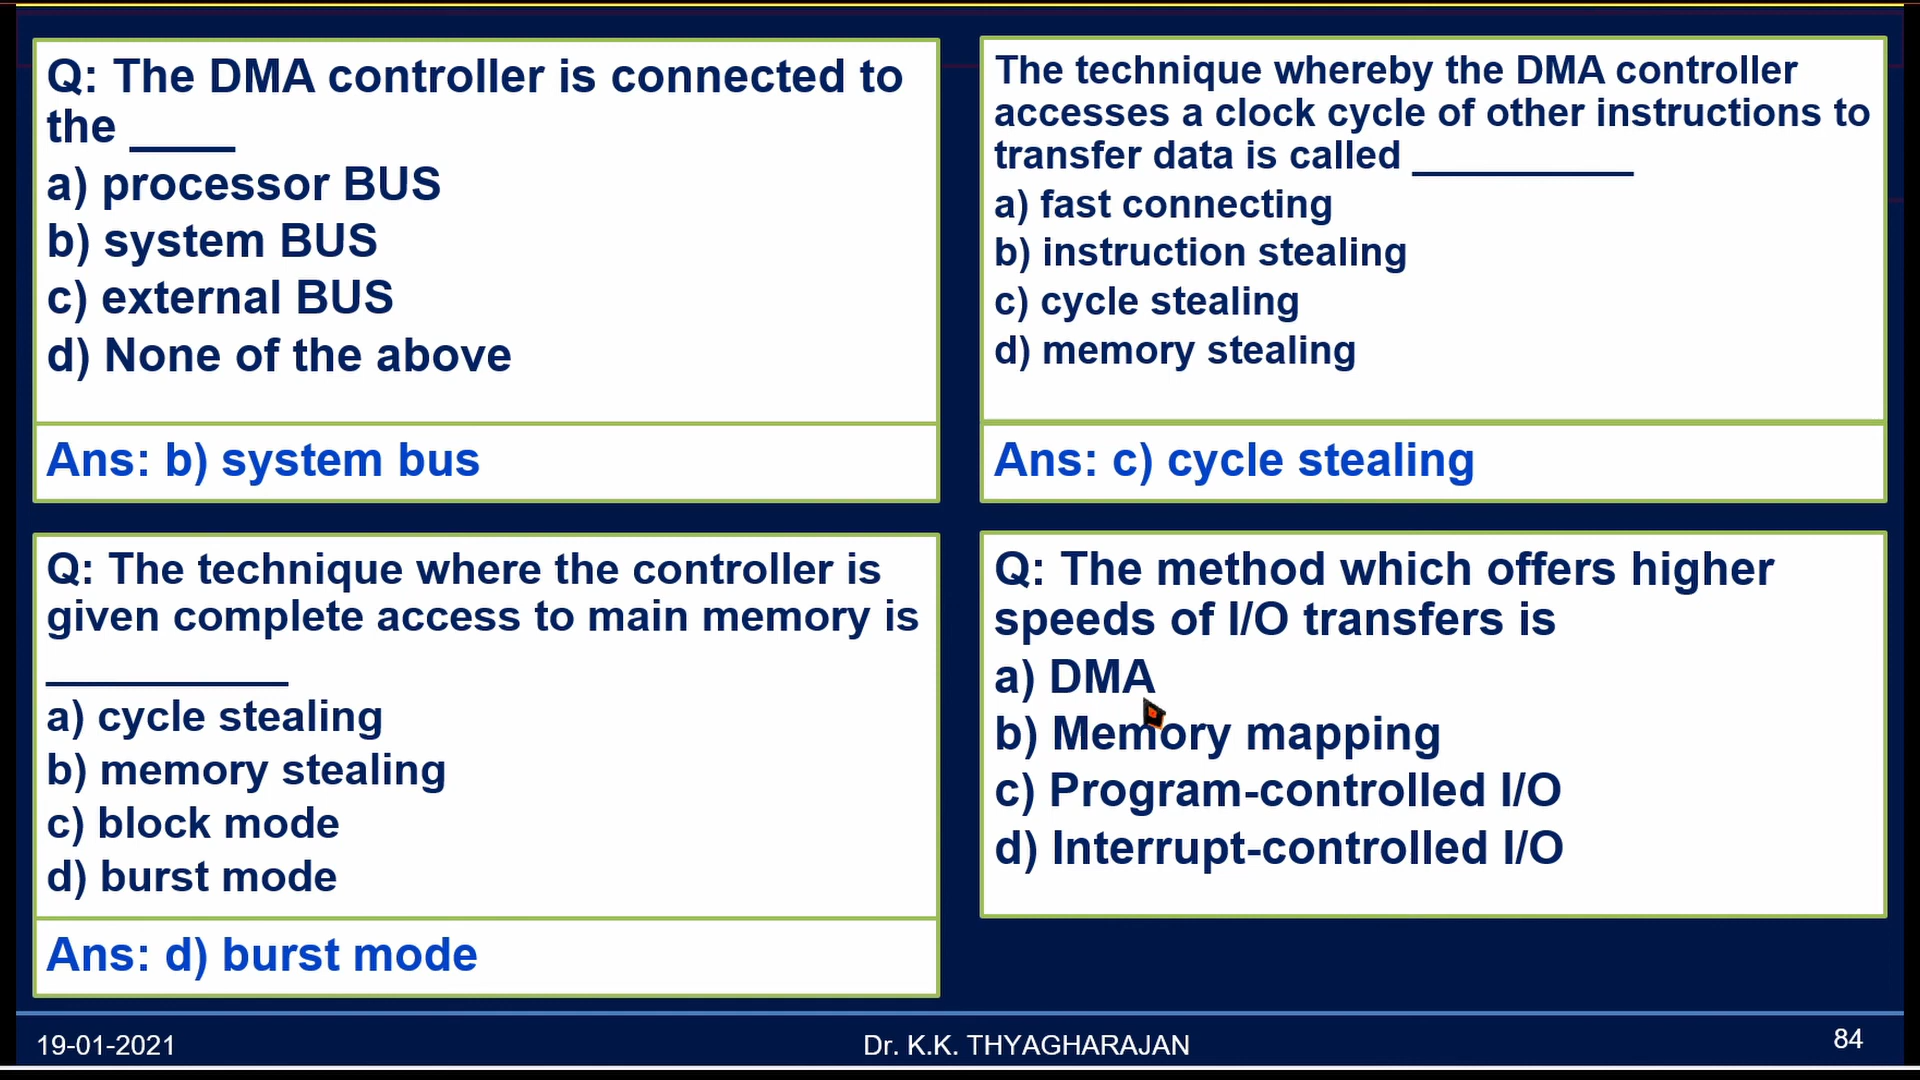 Q: The DMA controller is connected to
the ____
a) processor BUS
b) system BUS
c) external BUS
d) None of the above
Ans: b) system bus
The technique whereby the DMA controller
accesses a clock cycle of other instructions to
transfer data is called __________
a) fast connecting
b) instruction stealing
c) cycle stealing
d) memory stealing
Ans: c) cycle stealing
Q: The technique where the controller is
given complete access to main memory is
__________
a) cycle stealing
b) memory stealing
c) block mode
d) burst mode
Ans: d) burst mode
Q: The method which offers higher
speeds of I/O transfers is
a) DMA
b) Memory mapping
c) Program-controlled I/O
d) Interrupt-controlled I/O
19-01-2021
Dr. K.K. THYAGHARAJAN
84